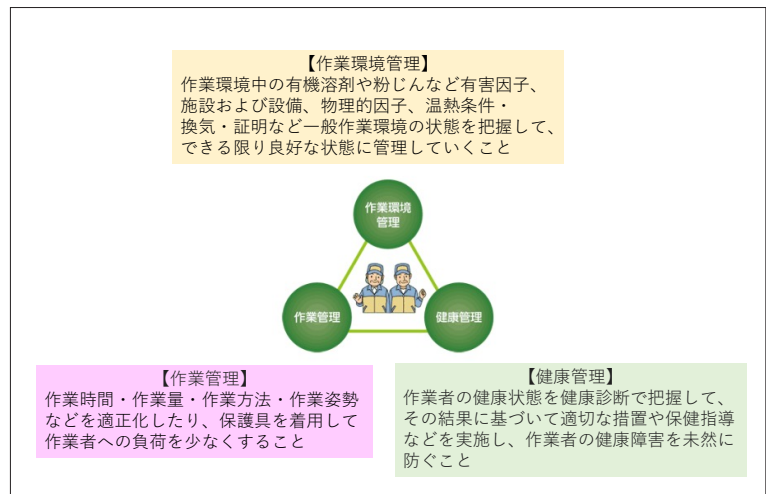 【作業環境管理】
作業環境中の有機溶剤や粉じんなど有害因子、
施設および設備、物理的因子、温熱条件・
換気・証明など一般作業環境の状態を把握して、
できる限り良好な状態に管理していくこと
作業環境
管理
作業管理
健康管理
【作業管理】
作業時間・作業量・作業方法・作業姿勢
などを適正化したり、保護具を着用して
作業者への負荷を少なくすること
【健康管理】
作業者の健康状態を健康診断で把握して、
その結果に基づいて適切な措置や保健指導
などを実施し、作業者の健康障害を未然に
防ぐこと